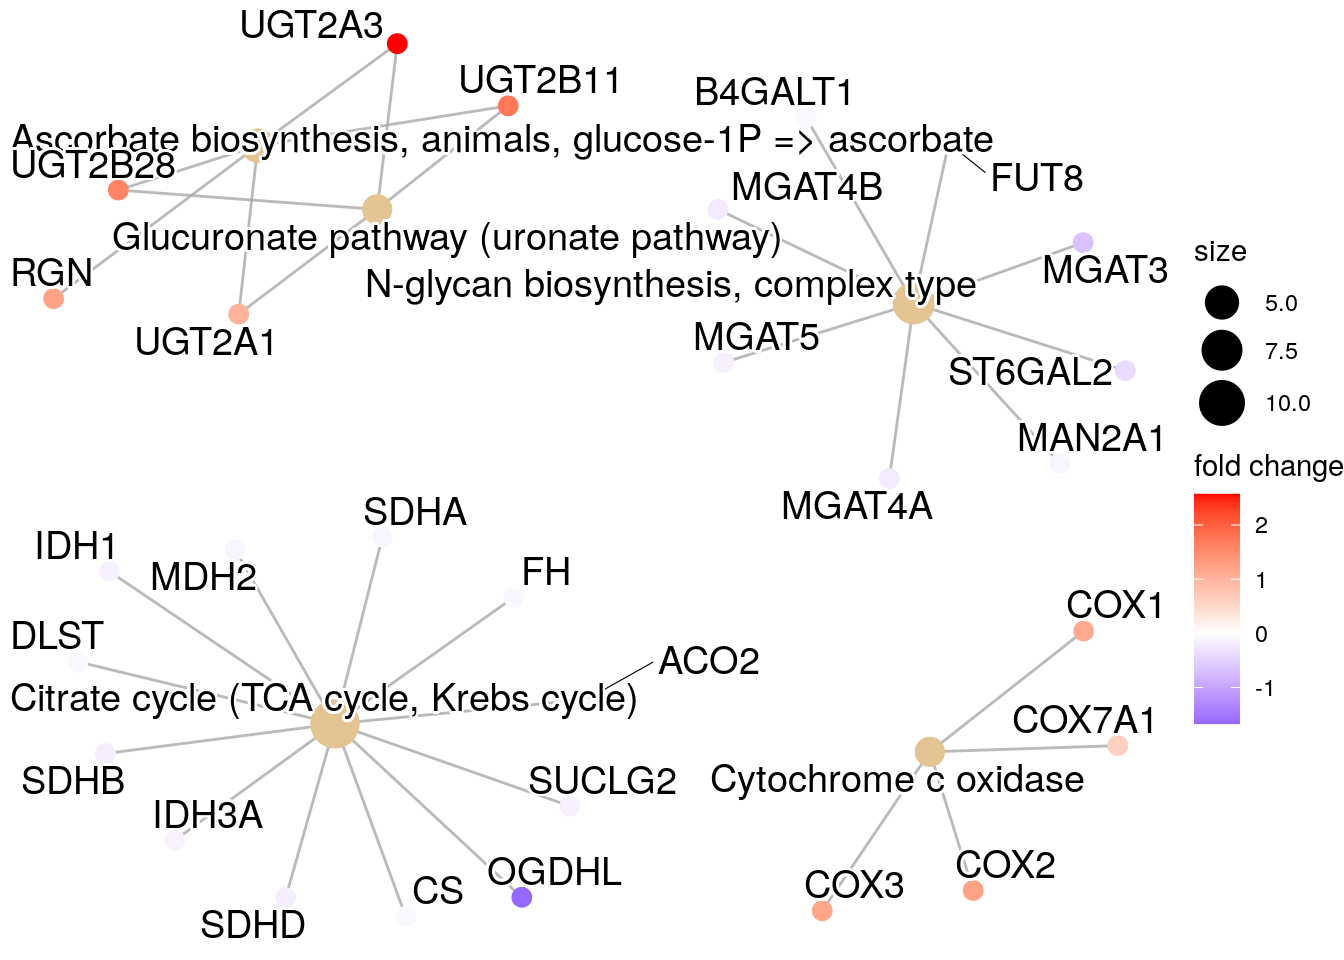 UGT2A3
UGT2B11
B4GALT1
Ascorbate biosynthesis, animals, glucose-1P => ascorbate
UGT2B28
FUT8
MGAT4B
Glucuronate pathway (uronate pathway)
RGN
MGAT3
N-glycan biosynthesis, complex type
UGT2A1
MGAT5
ST6GAL2
MAN2A1
MGAT4A
size
5.0
7.5
10.0
fold change
2
1
0
-1
SDHA
IDH1
MDH2
FH
DLST
ACO2
Citrate cycle (TCA cycle, Krebs cycle)
SDHB
SUCLG2
IDH3A
OGDHL
CS
SDHD
COX1
COX7A1
Cytochrome c oxidase
COX2
COX3